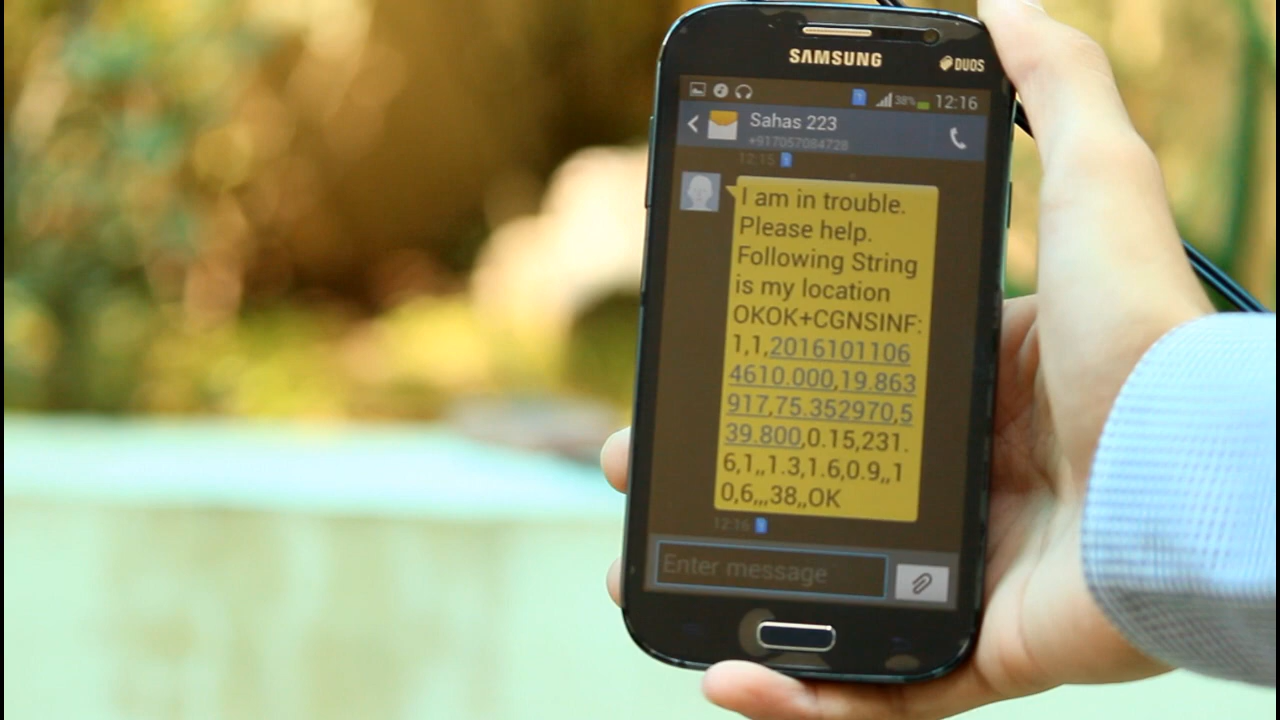 SAMSUNG
DUOS
38% 12:16
Sahas 223
+917057084728
12:15
I am in trouble.
Please help.
Following String
is my location
OKOK+CGNSINF:
1,1,2016101106
4610.000,19.863
917,75.352970,5
39.800,0.15,231.
6,1,,1.3,1.6,0.9,,1
0,6,,,38,,OK
12:16
Enter message